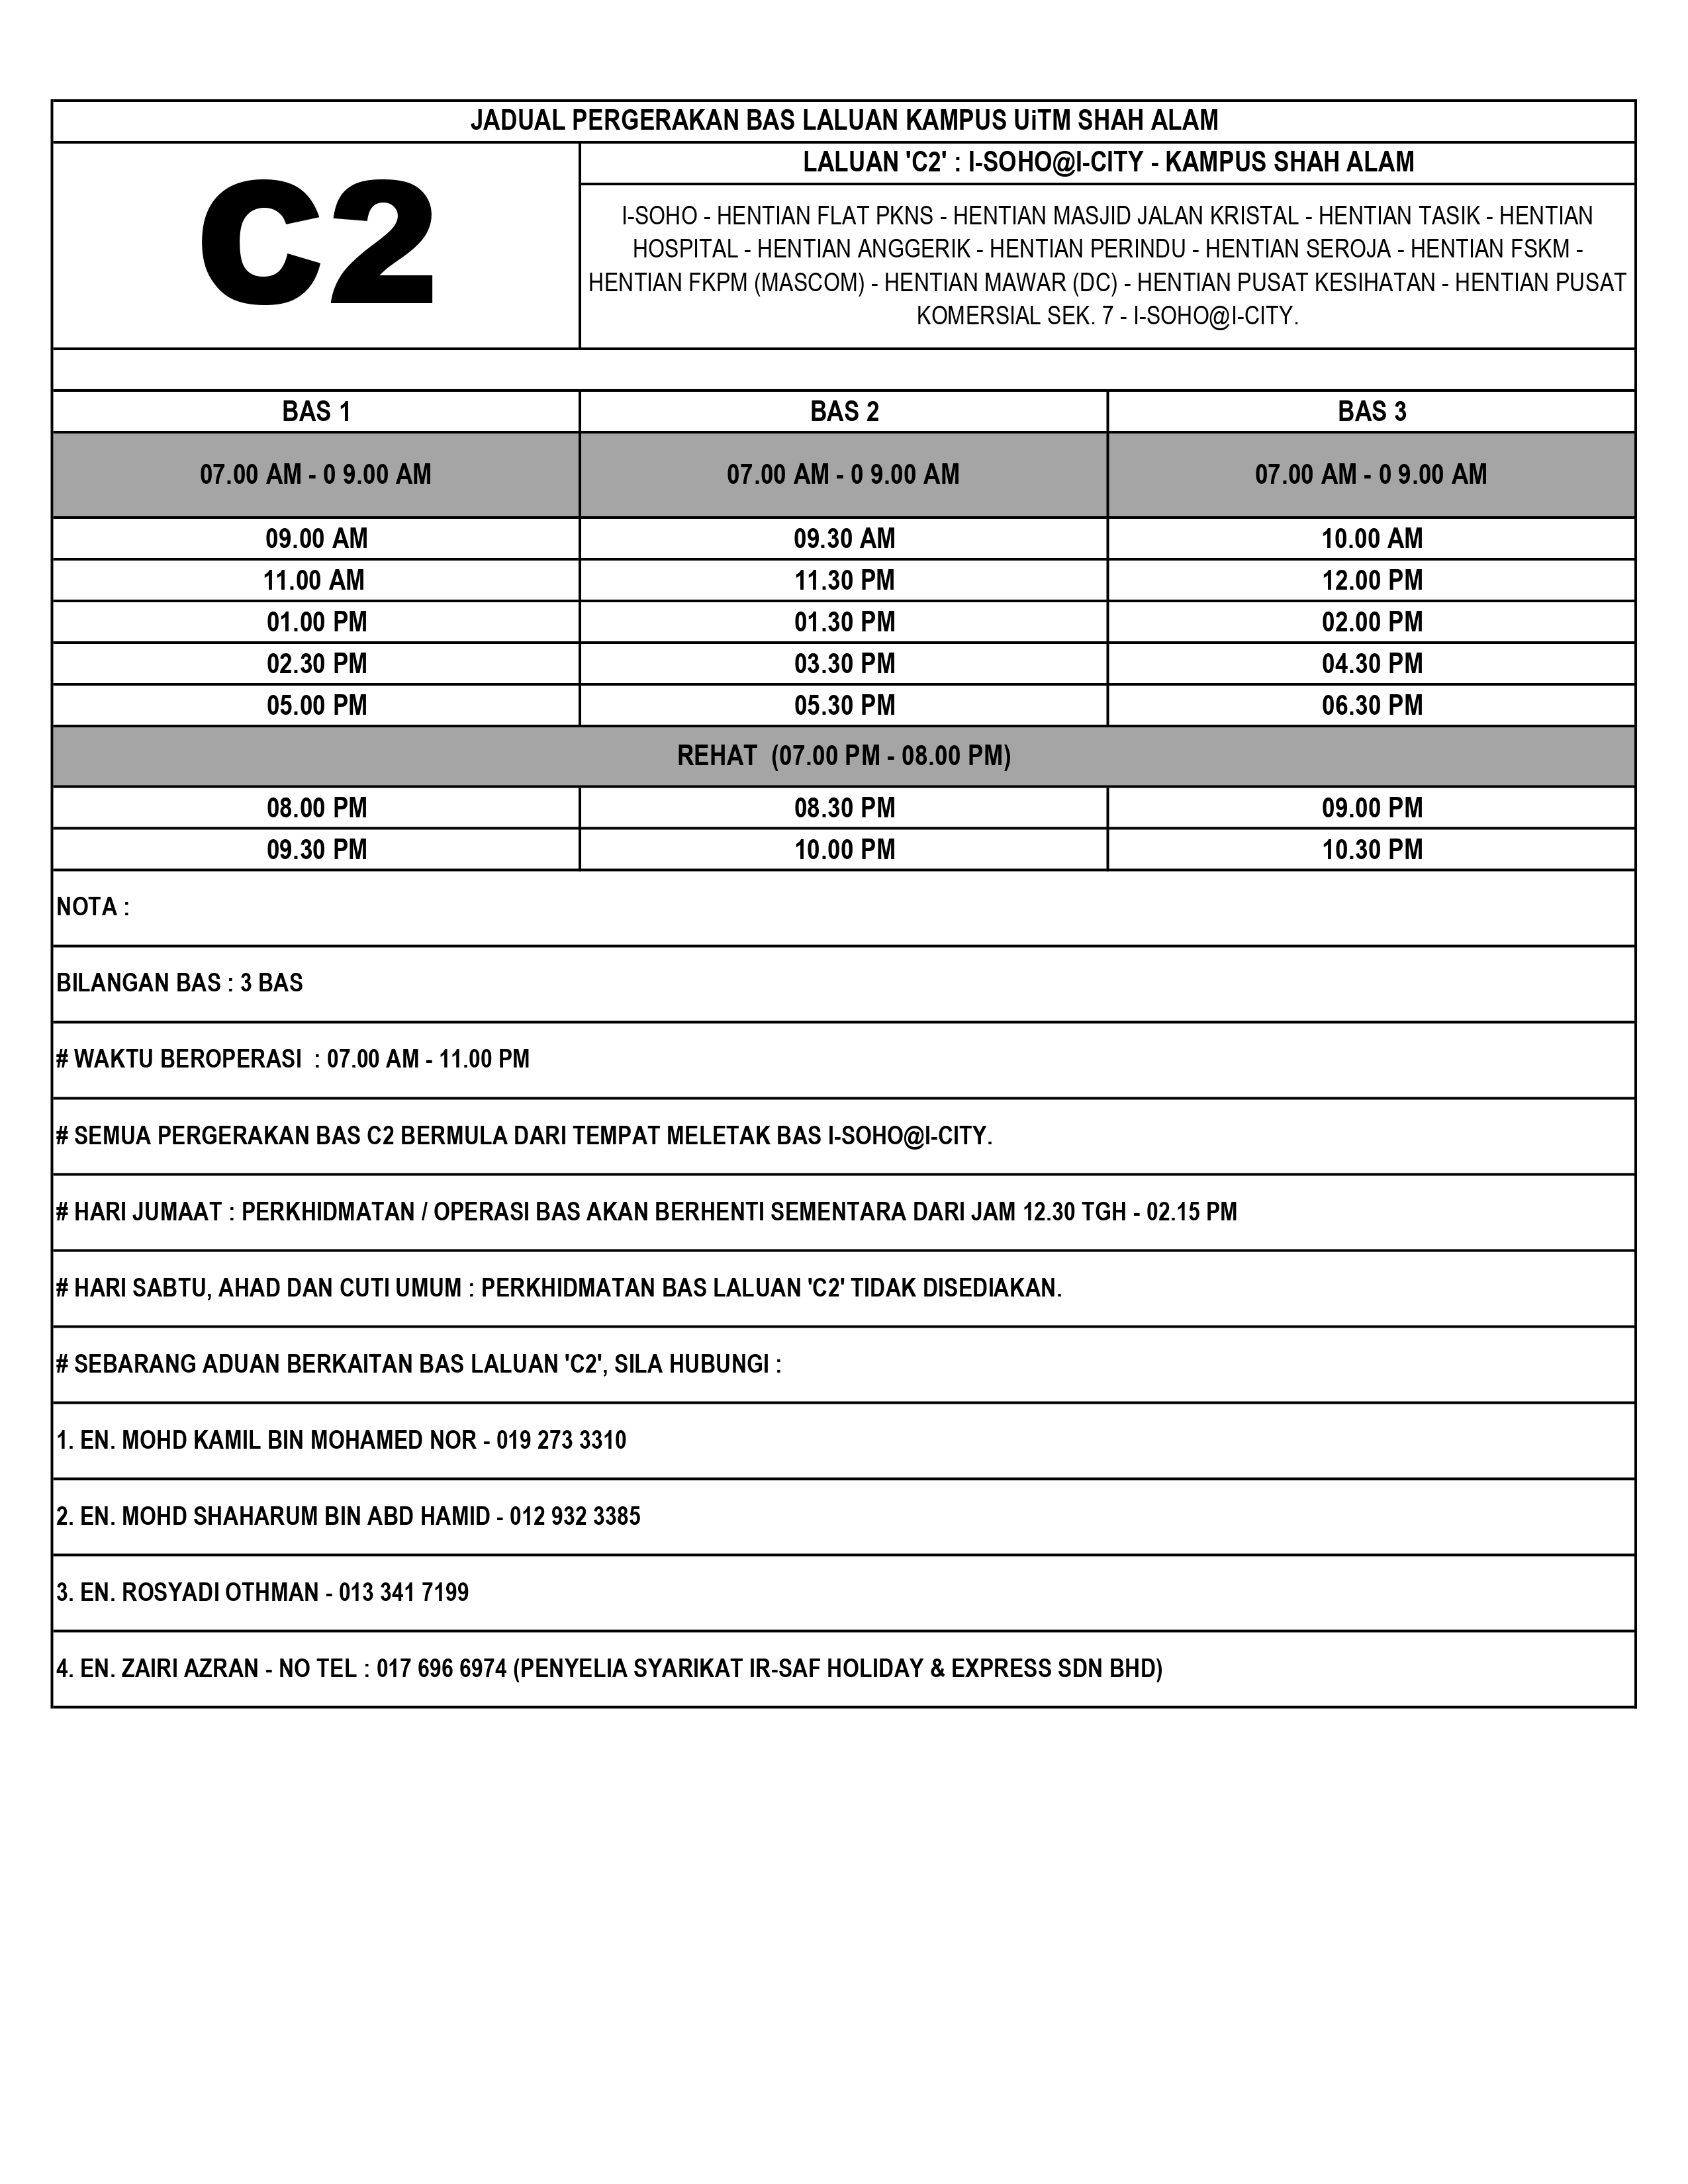 JADUAL PERGERAKAN BAS LALUAN KAMPUS UiTM SHAH ALAM
C2
LALUAN 'C2' : I-SOHO@I-CITY - KAMPUS SHAH ALAM
I-SOHO - HENTIAN FLAT PKNS - HENTIAN MASJID JALAN KRISTAL - HENTIAN TASIK - HENTIAN
HOSPITAL - HENTIAN ANGGERIK - HENTIAN PERINDU - HENTIAN SEROJA - HENTIAN FSKM -
HENTIAN FKPM (MASCOM) - HENTIAN MAWAR (DC) - HENTIAN PUSAT KESIHATAN - HENTIAN PUSAT
KOMERSIAL SEK. 7 - I-SOHO@I-CITY.
BAS 1 BAS 2 BAS 3
07.00 AM - 0 9.00 AM 07.00 AM - 0 9.00 AM 07.00 AM - 0 9.00 AM
09.00 AM 09.30 AM 10.00 AM
11.00 AM 11.30 PM 12.00 PM
01.00 PM 01.30 PM 02.00 PM
02.30 PM 03.30 PM 04.30 PM
05.00 PM 05.30 PM 06.30 PM
REHAT (07.00 PM - 08.00 PM)
08.00 PM 08.30 PM 09.00 PM
09.30 PM 10.00 PM 10.30 PM
NOTA :
BILANGAN BAS : 3 BAS
# WAKTU BEROPERASI : 07.00 AM - 11.00 PM
# SEMUA PERGERAKAN BAS C2 BERMULA DARI TEMPAT MELETAK BAS I-SOHO@I-CITY.
# HARI JUMAAT : PERKHIDMATAN / OPERASI BAS AKAN BERHENTI SEMENTARA DARI JAM 12.30 TGH - 02.15 PM
# HARI SABTU, AHAD DAN CUTI UMUM : PERKHIDMATAN BAS LALUAN 'C2' TIDAK DISEDIAKAN.
# SEBARANG ADUAN BERKAITAN BAS LALUAN 'C2', SILA HUBUNGI :
1. EN. MOHD KAMIL BIN MOHAMED NOR - 019 273 3310
2. EN. MOHD SHAHARUM BIN ABD HAMID - 012 932 3385
3. EN. ROSYADI OTHMAN - 013 341 7199
4. EN. ZAIRI AZRAN - NO TEL : 017 696 6974 (PENYELIA SYARIKAT IR-SAF HOLIDAY & EXPRESS SDN BHD)